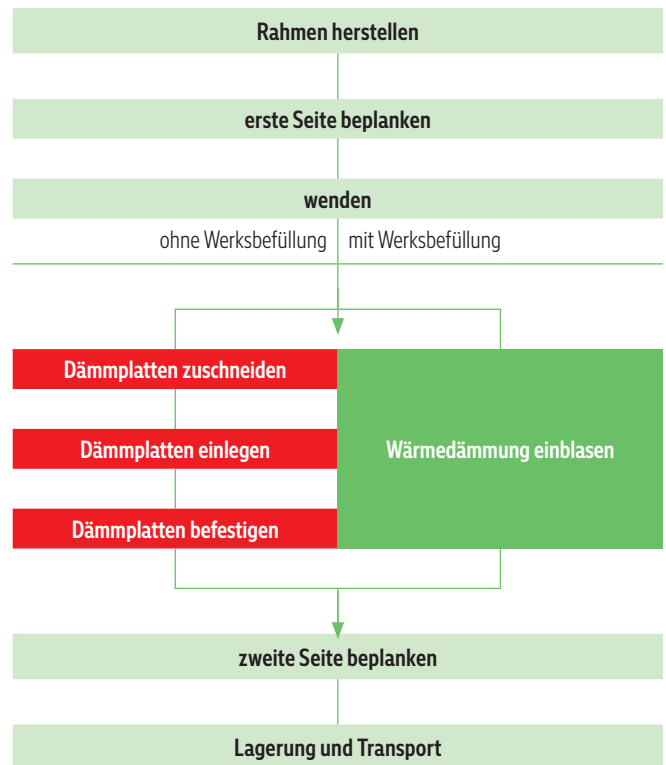 Rahmen herstellen
erste Seite beplanken
wenden
ohne Werksbefüllung mit Werksbefüllung
Dämmplatten zuschneiden
Dämmplatten einlegen
Wärmedämmung einblasen
Dämmplatten befestigen
zweite Seite beplanken
Lagerung und Transport